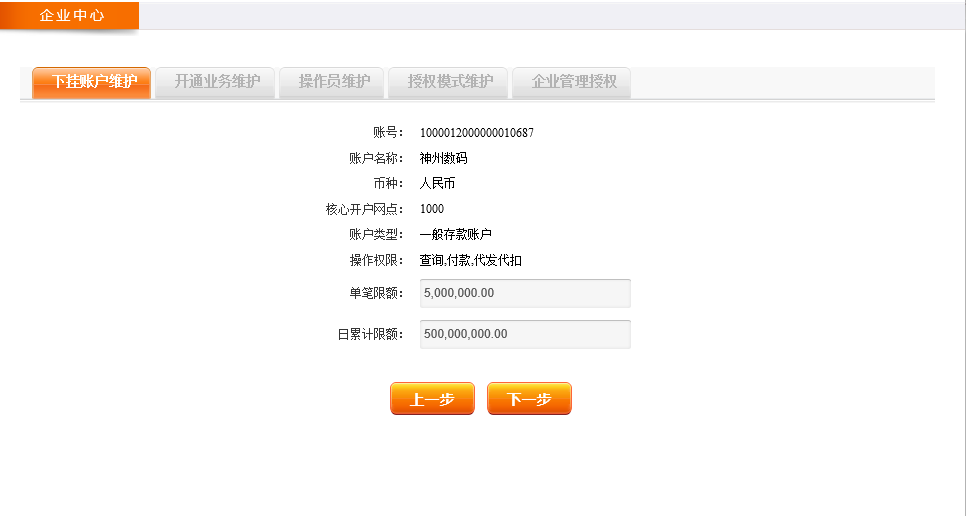 企业中心
下挂账户维护 开通业务维护 操作员维护 授权模式维护 企业管理授权
账号： 1000012000000010687
账户名称： 神州数码
币种： 人民币
核心开户网点： 1000
账户类型： 一般存款账户
操作权限： 查询,付款,代发代扣
单笔限额： 5,000,000.00
日累计限额： 500,000,000.00
上一步 下一步